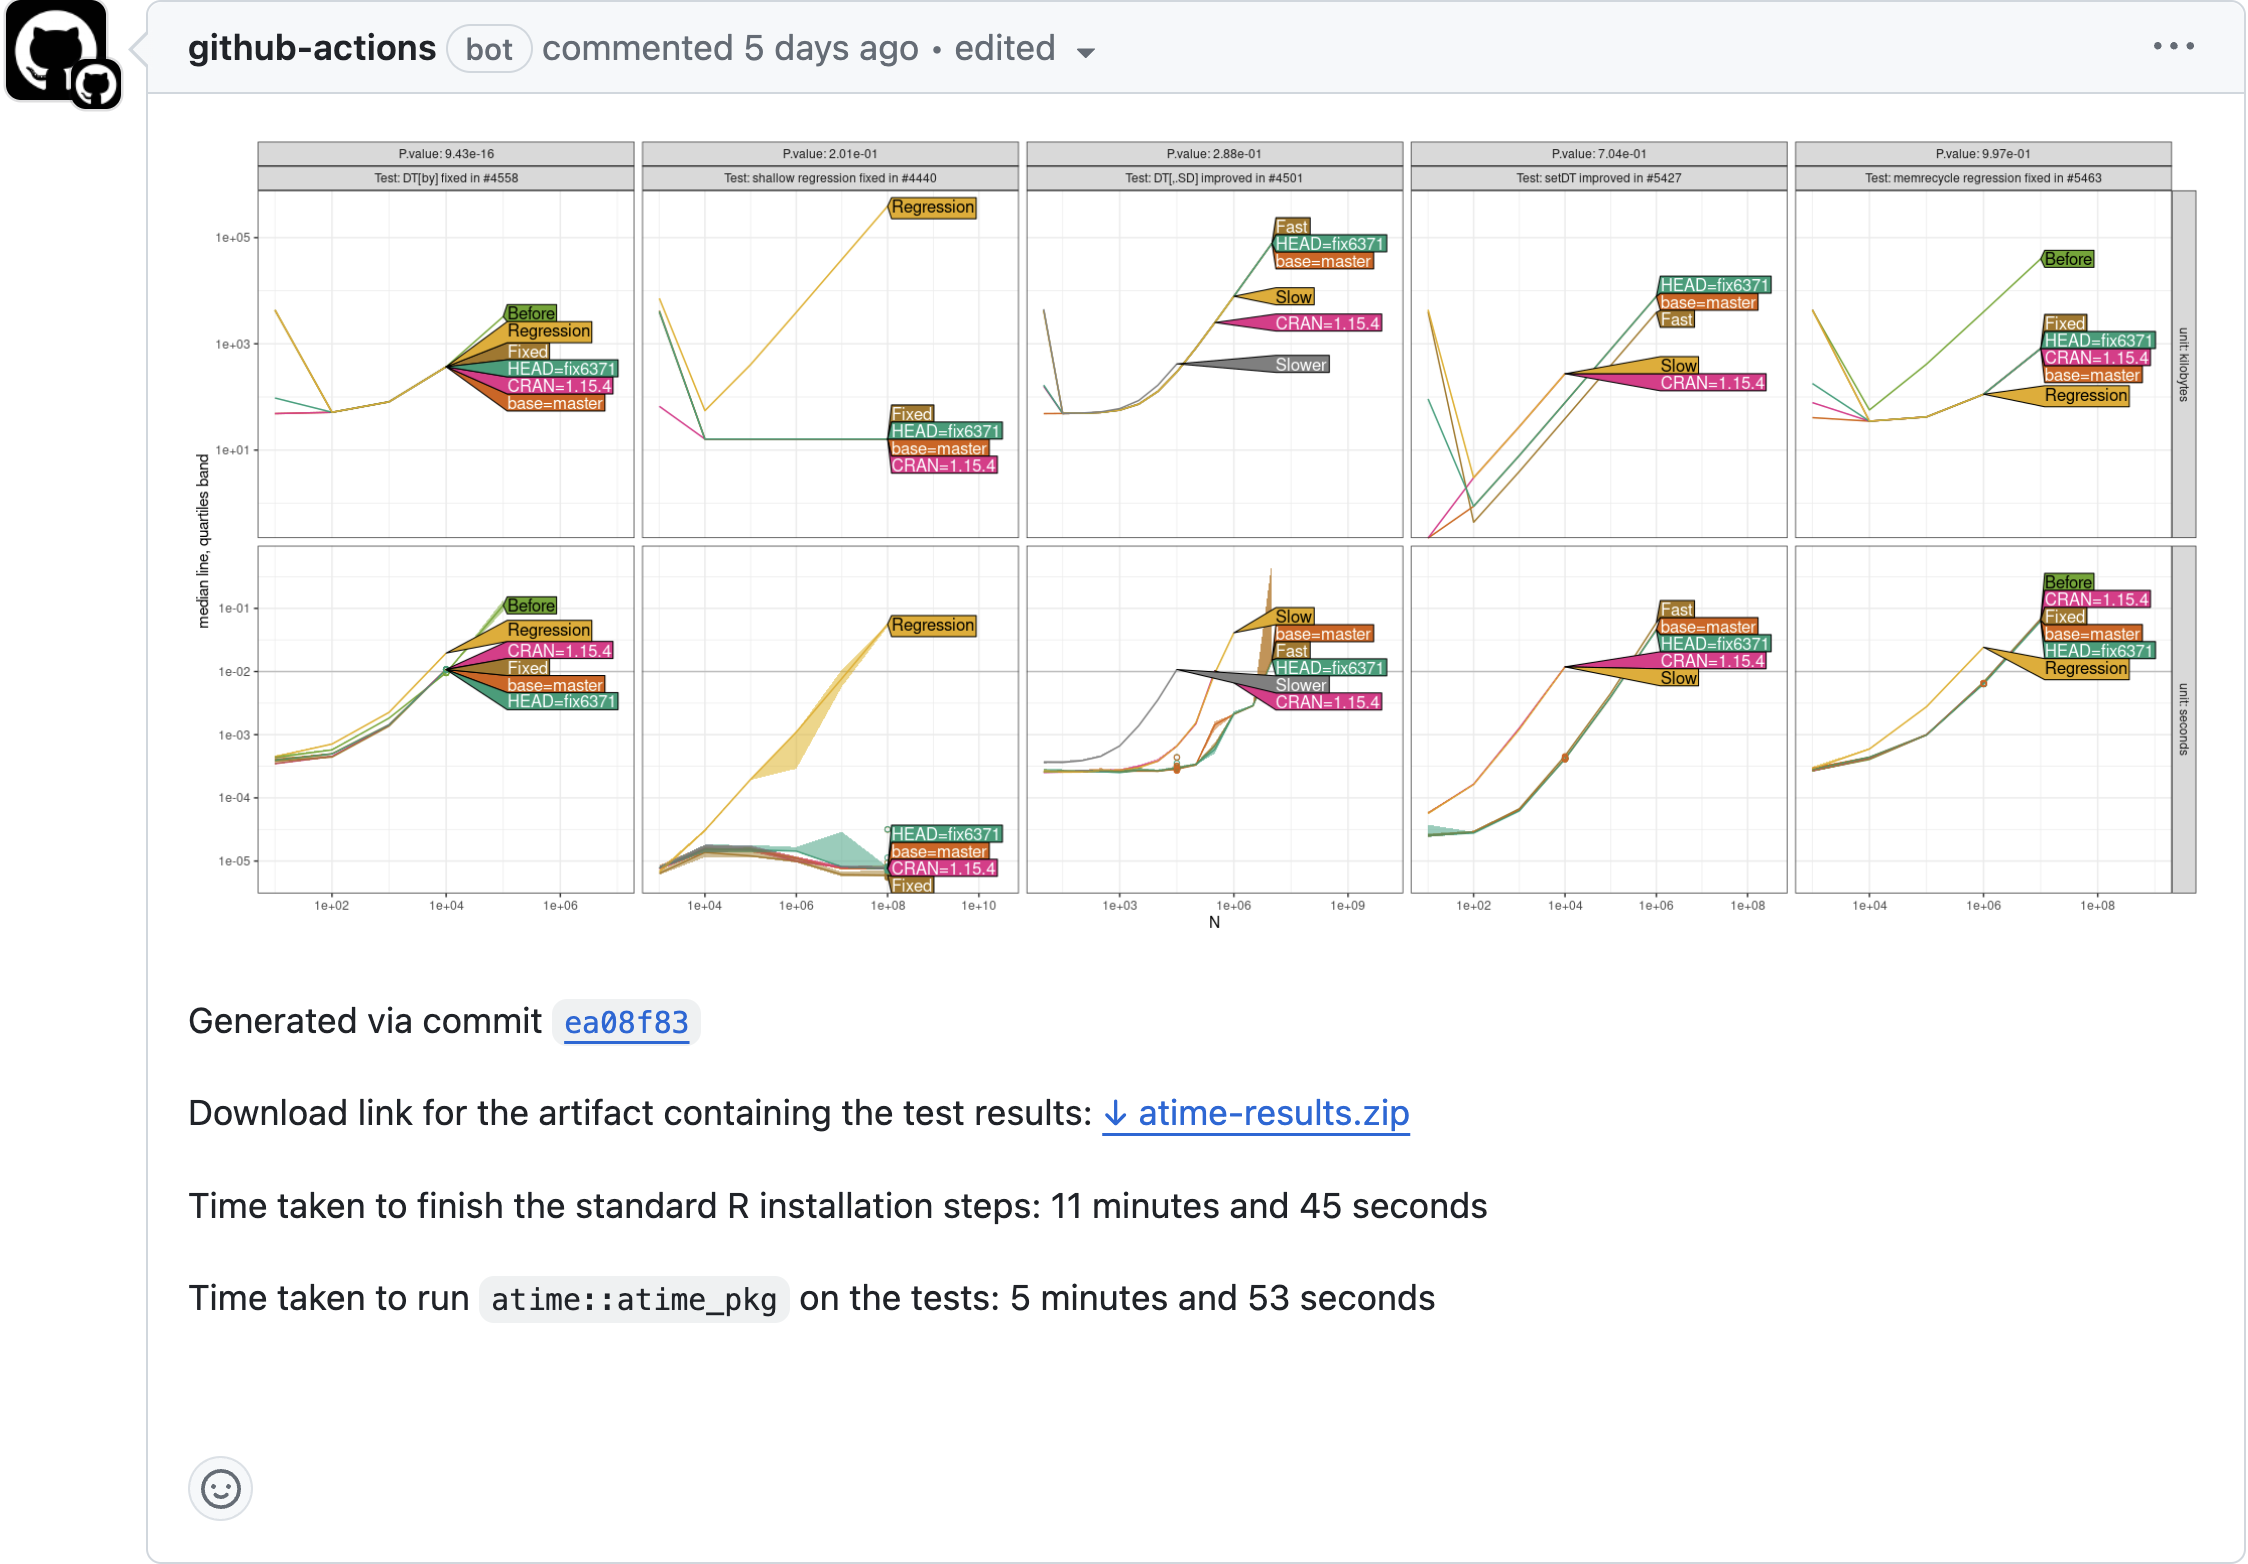 github-actions bot commented 5 days ago • edited
P.value: 9.43e-16
P.value: 2.01e-01
P.value: 2.88e-01
P.value: 7.04e-01
P.value: 9.97e-01
Test: DT[by] fixed in #4558
Test: shallow regression fixed in #4440
Test: DT[,.SD] improved in #4501
Test: setDT improved in #5427
Test: memrecycle regression fixed in #5463
median line, quartiles band
1e+05
1e+03
1e+01
Before
Regression
Fixed
HEAD=fix6371
CRAN=1.15.4
base=master
Regression
Fixed
HEAD=fix6371
base=master
CRAN=1.15.4
Fast
HEAD=fix6371
base=master
Slow
CRAN=1.15.4
Slower
HEAD=fix6371
base=master
Fast
Slow
CRAN=1.15.4
Before
Fixed
HEAD=fix6371
CRAN=1.15.4
base=master
Regression
unit: kilobytes
1e-01
1e-02
1e-03
1e-04
1e-05
Before
Regression
CRAN=1.15.4
Fixed
base=master
HEAD=fix6371
Regression
HEAD=fix6371
base=master
CRAN=1.15.4
Fixed
Slow
base=master
Fast
HEAD=fix6371
Slower
CRAN=1.15.4
Fast
base=master
HEAD=fix6371
CRAN=1.15.4
Slow
Before
CRAN=1.15.4
Fixed
base=master
HEAD=fix6371
Regression
unit: seconds
1e+02 1e+04 1e+06
1e+04 1e+06 1e+08 1e+10
1e+03 1e+06 1e+09
1e+02 1e+04 1e+06 1e+08
1e+04 1e+06 1e+08
N
Generated via commit ea08f83
Download link for the artifact containing the test results: ↓ atime-results.zip
Time taken to finish the standard R installation steps: 11 minutes and 45 seconds
Time taken to run atime::atime_pkg on the tests: 5 minutes and 53 seconds